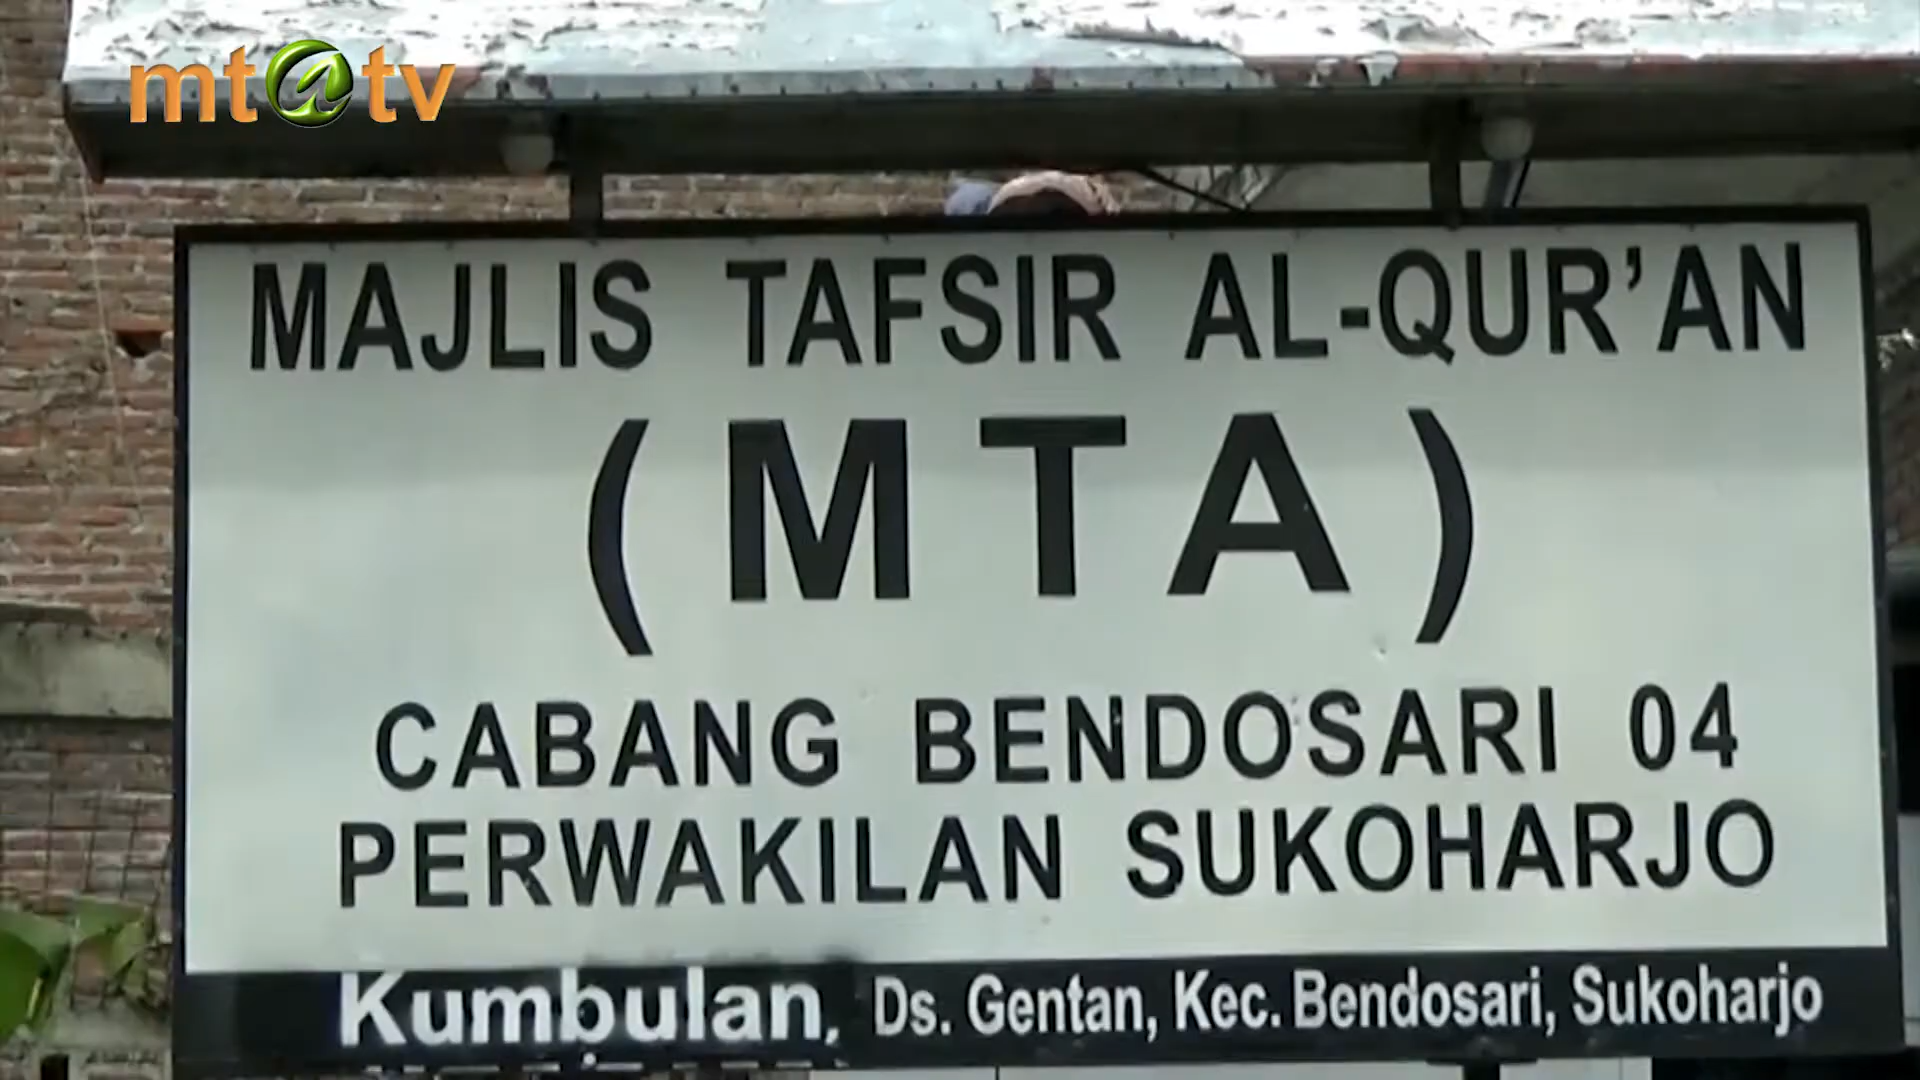 mt@tv
MAJLIS TAFSIR AL-QUR'AN
(MTA)
CABANG BENDOSARI 04
PERWAKILAN SUKOHARJO
Kumbulan, Ds. Gentan, Kec. Bendosari, Sukoharjo